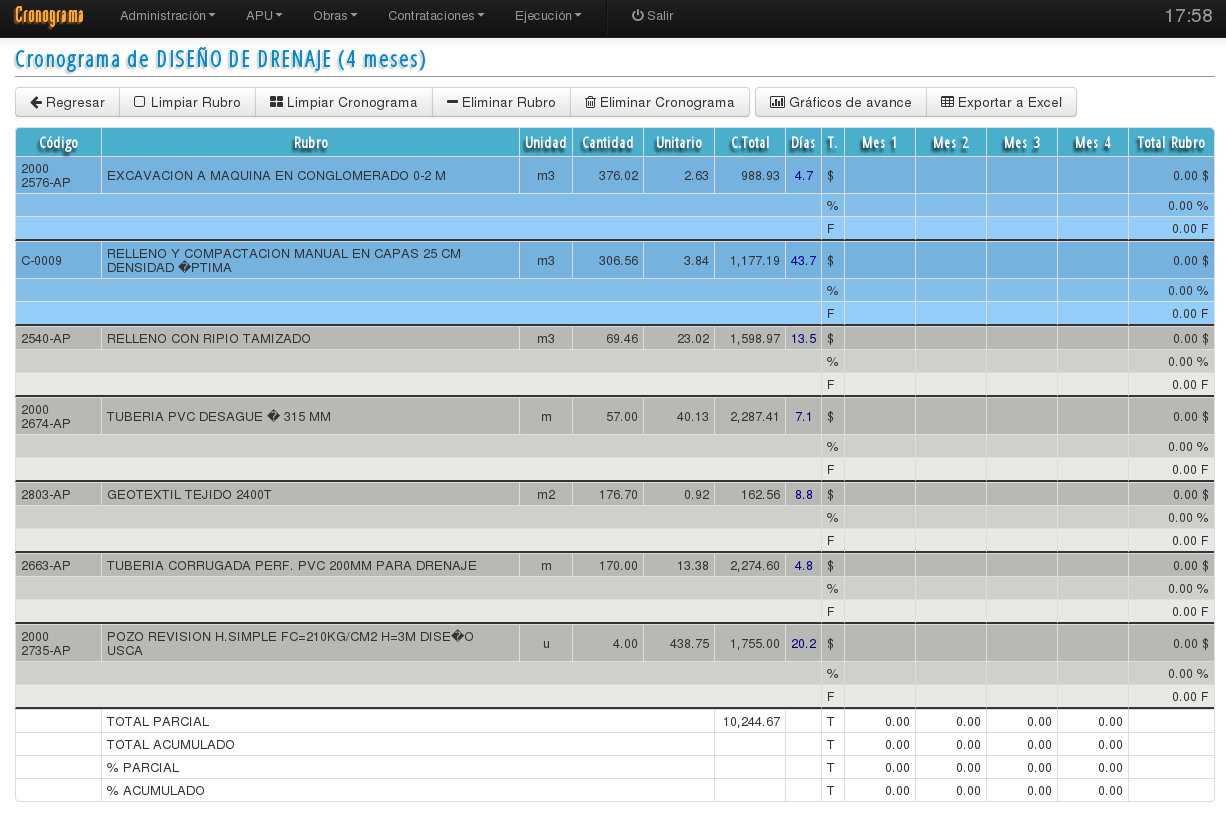 Cronograma Administración APU Obras Contrataciones Ejecución Salir 17:58
Cronograma de DISEÑO DE DRENAJE (4 meses)
Regresar Limpiar Rubro Limpiar Cronograma Eliminar Rubro Eliminar Cronograma Gráficos de avance Exportar a Excel
Código Rubro Unidad Cantidad Unitario C.Total Días T. Mes 1 Mes 2 Mes 3 Mes 4 Total Rubro
2000
2576-AP EXCAVACION A MAQUINA EN CONGLOMERADO 0-2 M m3 376.02 2.63 988.93 4.7 $ 0.00 $
% 0.00 %
F 0.00 F
C-0009 RELLENO Y COMPACTACION MANUAL EN CAPAS 25 CM
DENSIDAD �PTIMA m3 306.56 3.84 1,177.19 43.7 $ 0.00 $
% 0.00 %
F 0.00 F
2540-AP RELLENO CON RIPIO TAMIZADO m3 69.46 23.02 1,598.97 13.5 $ 0.00 $
% 0.00 %
F 0.00 F
2000
2674-AP TUBERIA PVC DESAGUE � 315 MM m 57.00 40.13 2,287.41 7.1 $ 0.00 $
% 0.00 %
F 0.00 F
2803-AP GEOTEXTIL TEJIDO 2400T m2 176.70 0.92 162.56 8.8 $ 0.00 $
% 0.00 %
F 0.00 F
2663-AP TUBERIA CORRUGADA PERF. PVC 200MM PARA DRENAJE m 170.00 13.38 2,274.60 4.8 $ 0.00 $
% 0.00 %
F 0.00 F
2000
2735-AP POZO REVISION H.SIMPLE FC=210KG/CM2 H=3M DISE�O
USCA u 4.00 438.75 1,755.00 20.2 $ 0.00 $
% 0.00 %
F 0.00 F
TOTAL PARCIAL 10,244.67 T 0.00 0.00 0.00 0.00
TOTAL ACUMULADO T 0.00 0.00 0.00 0.00
% PARCIAL T 0.00 0.00 0.00 0.00
% ACUMULADO T 0.00 0.00 0.00 0.00